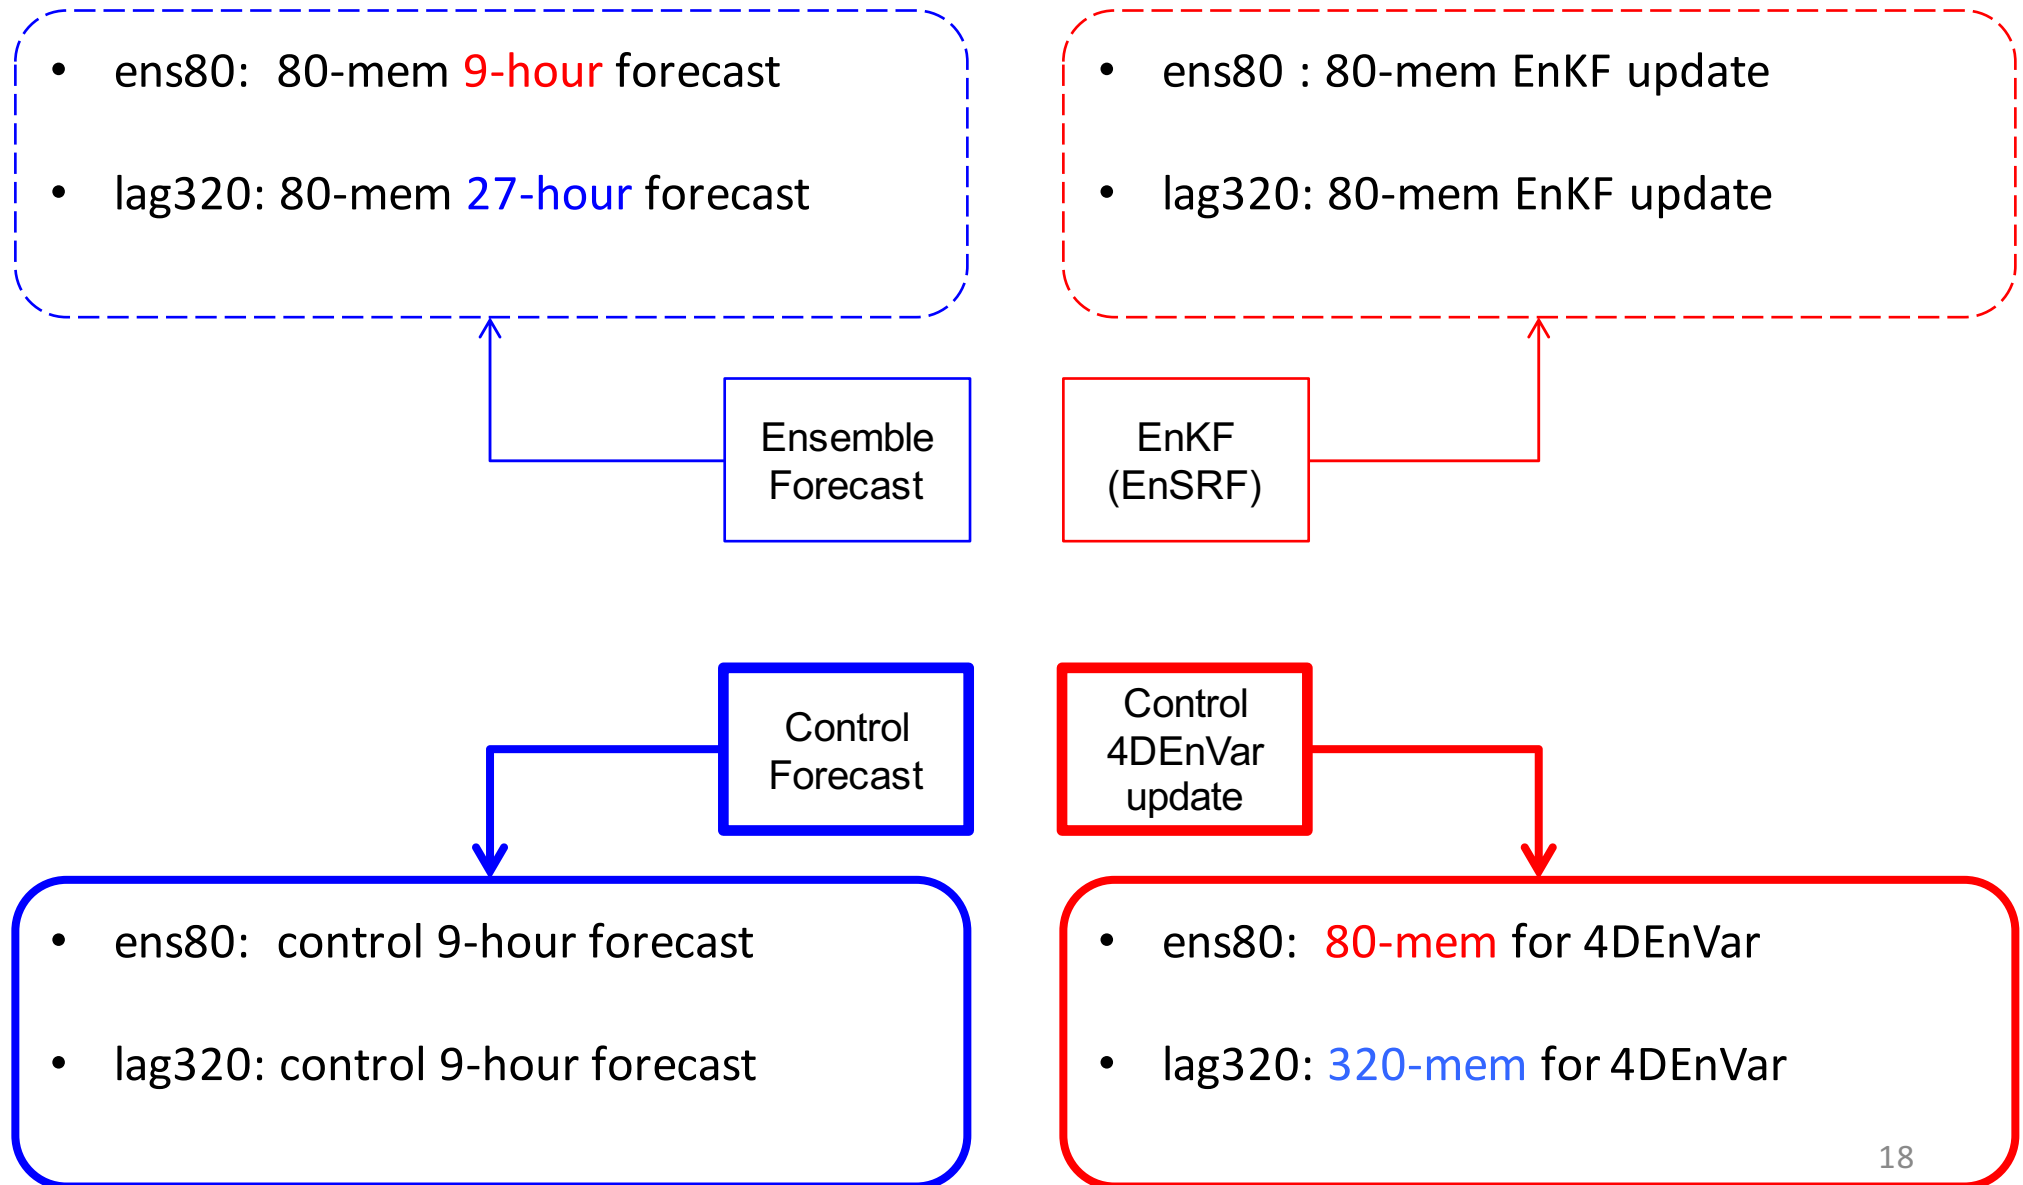 • ens80: 80-mem 9-hour forecast
• lag320: 80-mem 27-hour forecast
• ens80 : 80-mem EnKF update
• lag320: 80-mem EnKF update
Ensemble
Forecast
EnKF
(EnSRF)
Control
Forecast
Control
4DEnVar
update
• ens80: control 9-hour forecast
• lag320: control 9-hour forecast
• ens80: 80-mem for 4DEnVar
• lag320: 320-mem for 4DEnVar
18